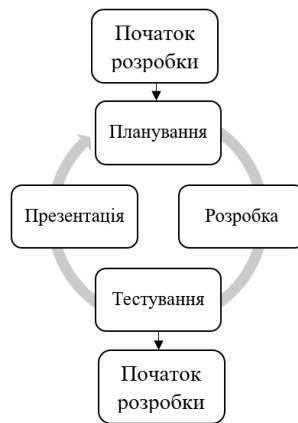 Початок
розробки
Планування
Презентація
Розробка
Тестування
Початок
розробки